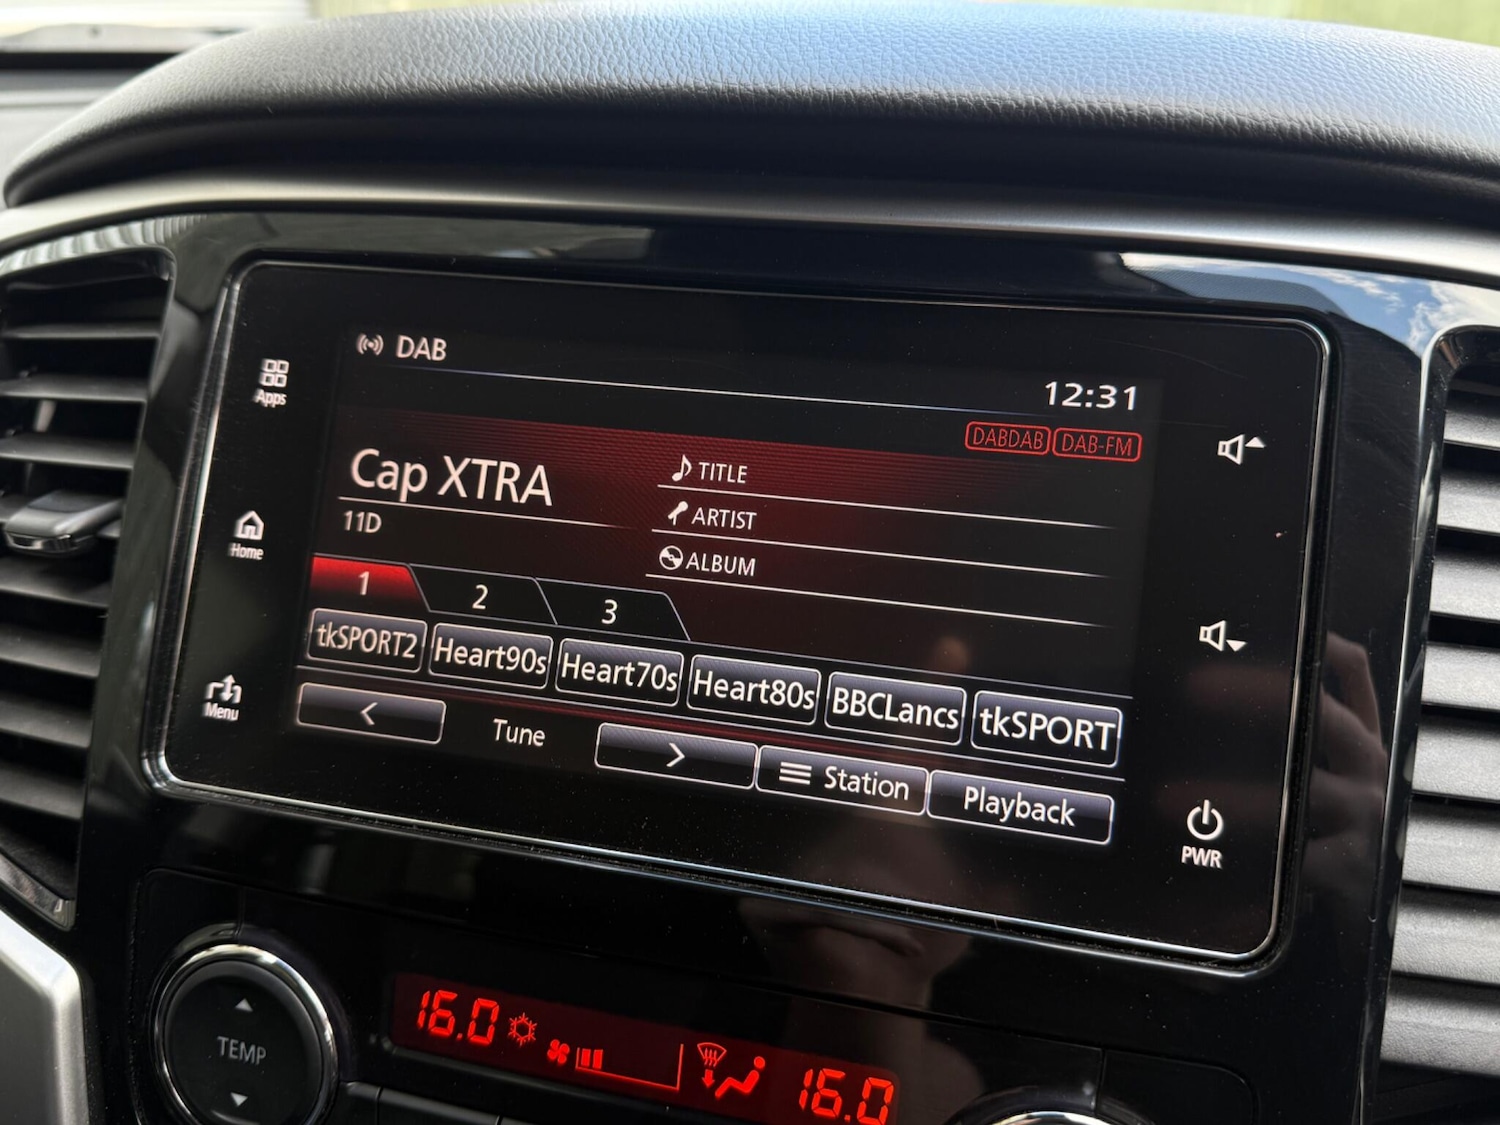 DAB
12:31
DABDAB DAB-FM
Apps
Cap XTRA
11D
TITLE
ARTIST
ALBUM
Home
1 2 3
tkSPORT2 Heart90s Heart70s Heart80s BBCLancs tkSPORT
Menu
< Tune > Station Playback
PWR
TEMP
16.0 16.0